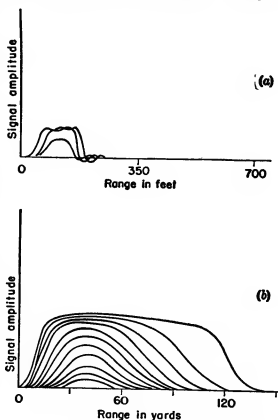 Signal amplitude
(a)
0 350 700
Range in feet
Signal amplitude
(b)
0 60 120
Range in yards